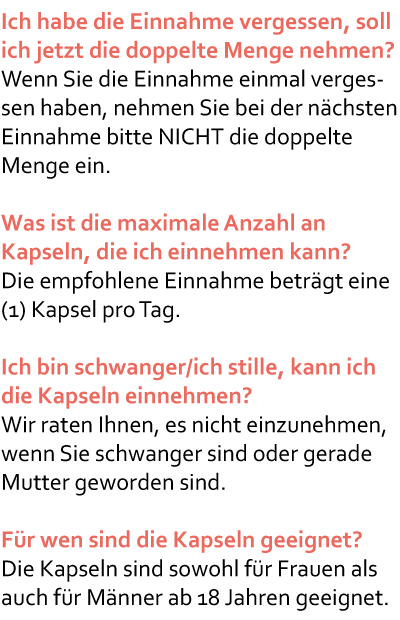 Ich habe die Einnahme vergessen, soll
ich jetzt die doppelte Menge nehmen?
Wenn Sie die Einnahme einmal verges-
sen haben, nehmen Sie bei der nächsten
Einnahme bitte NICHT die doppelte
Menge ein.

Was ist die maximale Anzahl an
Kapseln, die ich einnehmen kann?
Die empfohlene Einnahme beträgt eine
(1) Kapsel pro Tag.

Ich bin schwanger/ich stille, kann ich
die Kapseln einnehmen?
Wir raten Ihnen, es nicht einzunehmen,
wenn Sie schwanger sind oder gerade
Mutter geworden sind.

Für wen sind die Kapseln geeignet?
Die Kapseln sind sowohl für Frauen als
auch für Männer ab 18 Jahren geeignet.